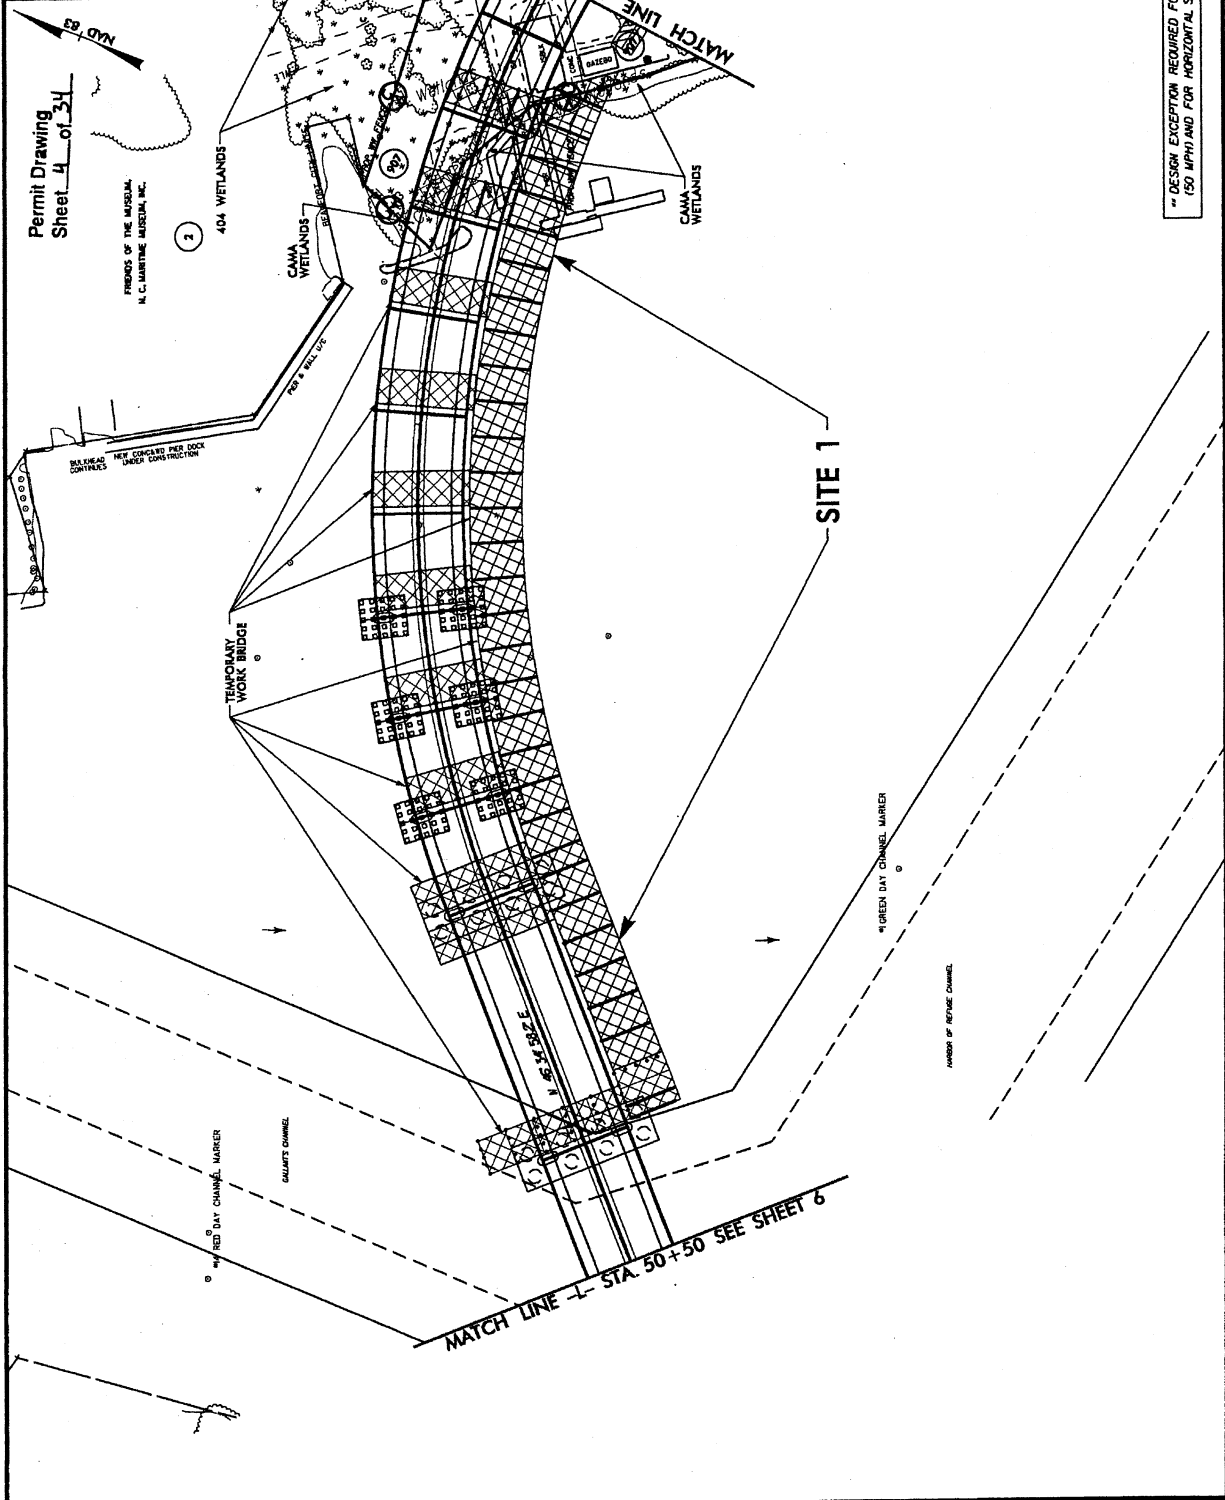 NAD 83
Permit Drawing
Sheet 4 of 34
FRIENDS OF THE MUSEUM,
N. C. MARITIME MUSEUM, INC.
2
404 WETLANDS
CAMA
WETLANDS
GAZEBO
CONC
MATCH LINE
CAMA
WETLANDS
" DESIGN EXCEPTION REQUIRED FO
(50 MPH) AND FOR HORIZONTAL S
PIER & WALL U/C
BULKHEAD
CONTINUES
NEW CONC&WD PIER DOCK
UNDER CONSTRUCTION
SITE 1
TEMPORARY
WORK BRIDGE
GREEN DAY CHANNEL MARKER
HARBOR OF REFUGE CHANNEL
RED DAY CHANNEL MARKER
GALLANTS CHANNEL
MATCH LINE -L- STA. 50+50 SEE SHEET 6